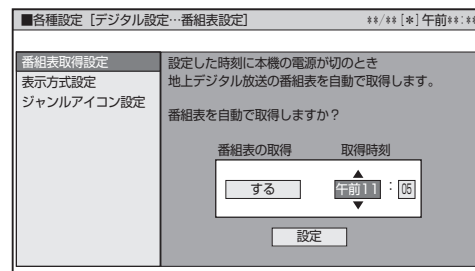 ■各種設定［デジタル設定…番組表設定］
**/**[*]午前**:**
番組表取得設定
表示方式設定
ジャンルアイコン設定
設定した時刻に本機の電源が切のとき
地上デジタル放送の番組表を自動で取得します。
番組表を自動で取得しますか？
番組表の取得 取得時刻
▲
する 午前11 : 05
▼
設定